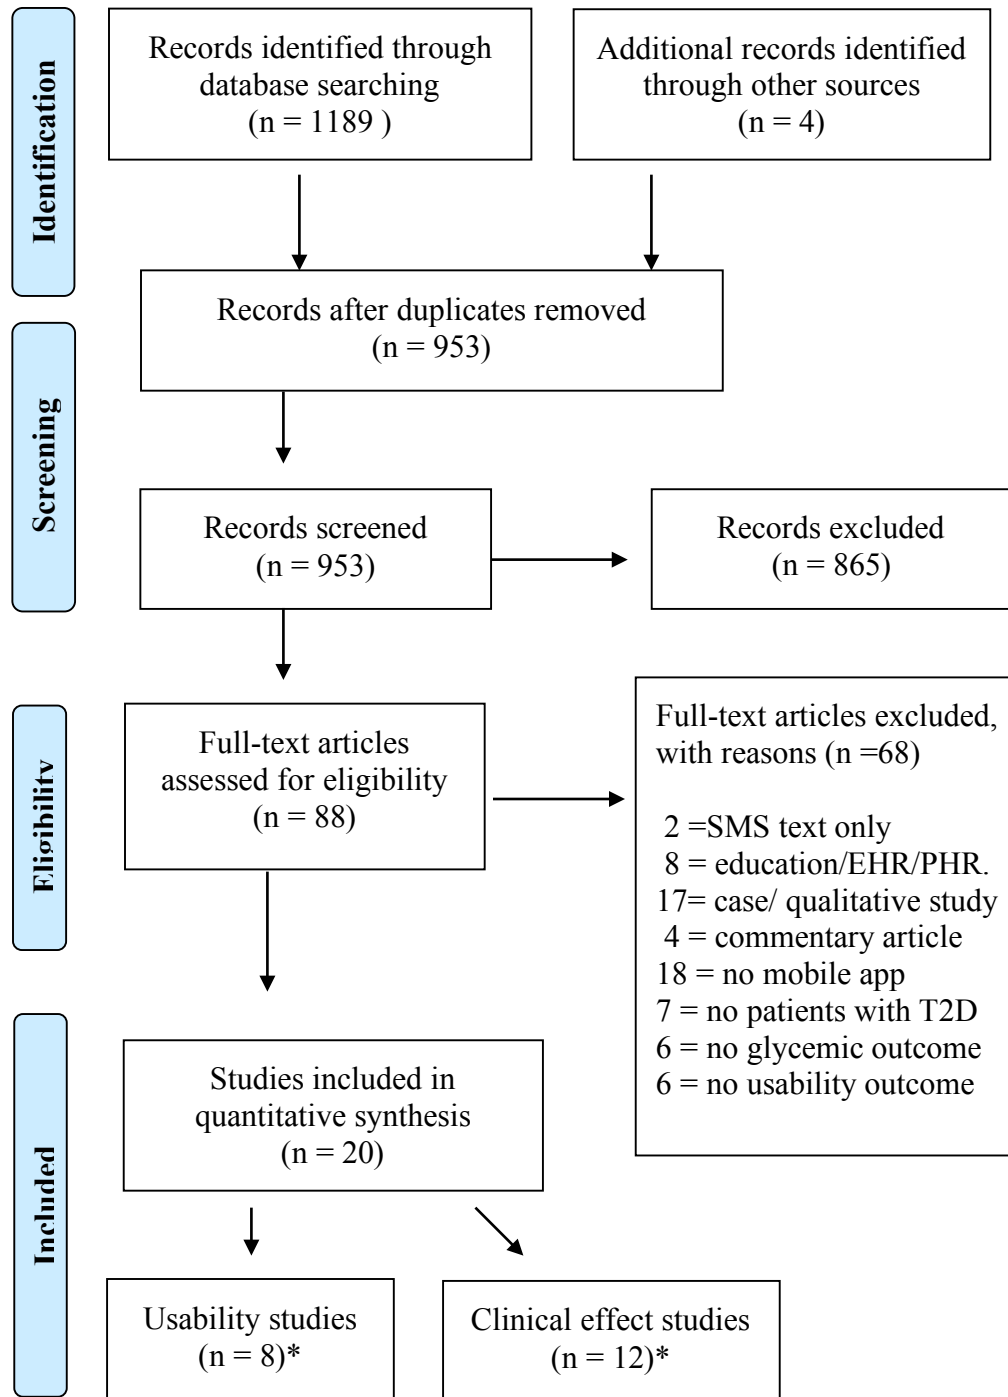 Identification
Records identified through
database searching
(n = 1189 )
Additional records identified
through other sources
(n = 4)
Records after duplicates removed
(n = 953)
Screening
Records screened
(n = 953)
Records excluded
(n = 865)
Eligibility
Full-text articles
assessed for eligibility
(n = 88)
Full-text articles excluded,
with reasons (n =68)
2 =SMS text only
8 = education/EHR/PHR.
17= case/ qualitative study
4 = commentary article
18 = no mobile app
7 = no patients with T2D
6 = no glycemic outcome
6 = no usability outcome
Included
Studies included in
quantitative synthesis
(n = 20)
Usability studies
(n = 8)*
Clinical effect studies
(n = 12)*